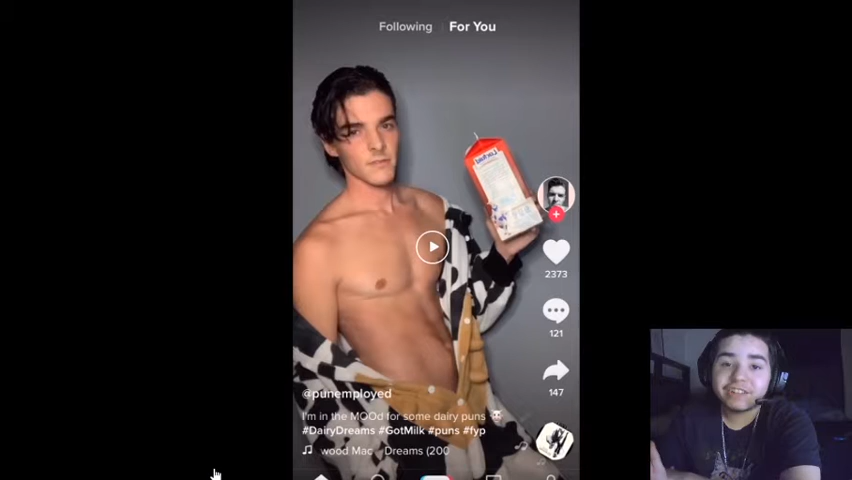 Following
For You
2373
121
147
@punemployed
I'm in the MOOd for some dairy puns
#DairyDreams #GotMilk #puns #fyp
wood Mac Dreams (200